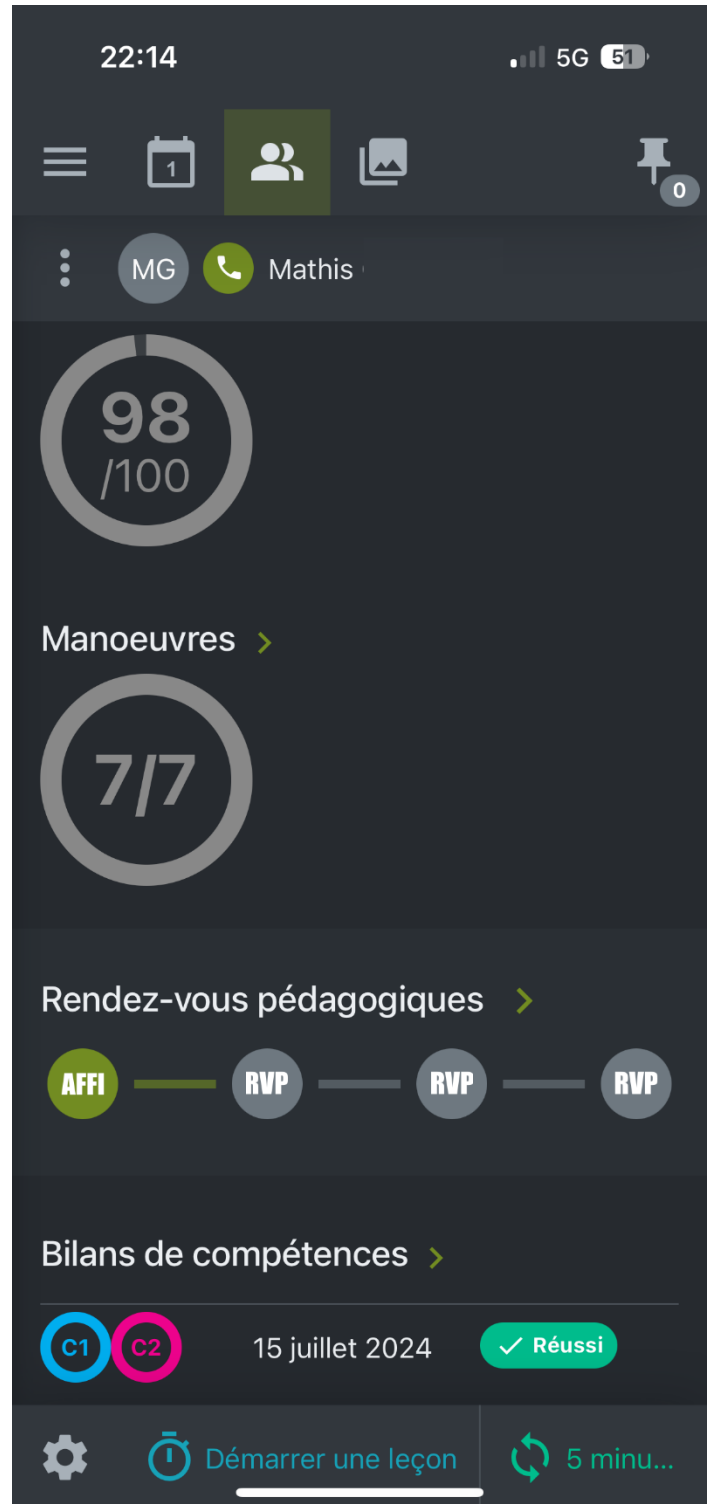 22:14 5G 51
1
0
MG Mathis
98
/100
Manoeuvres
7/7
Rendez-vous pédagogiques
AFFI RVP RVP RVP
Bilans de compétences
C1 C2 15 juillet 2024 Réussi
Démarrer une leçon 5 minu...